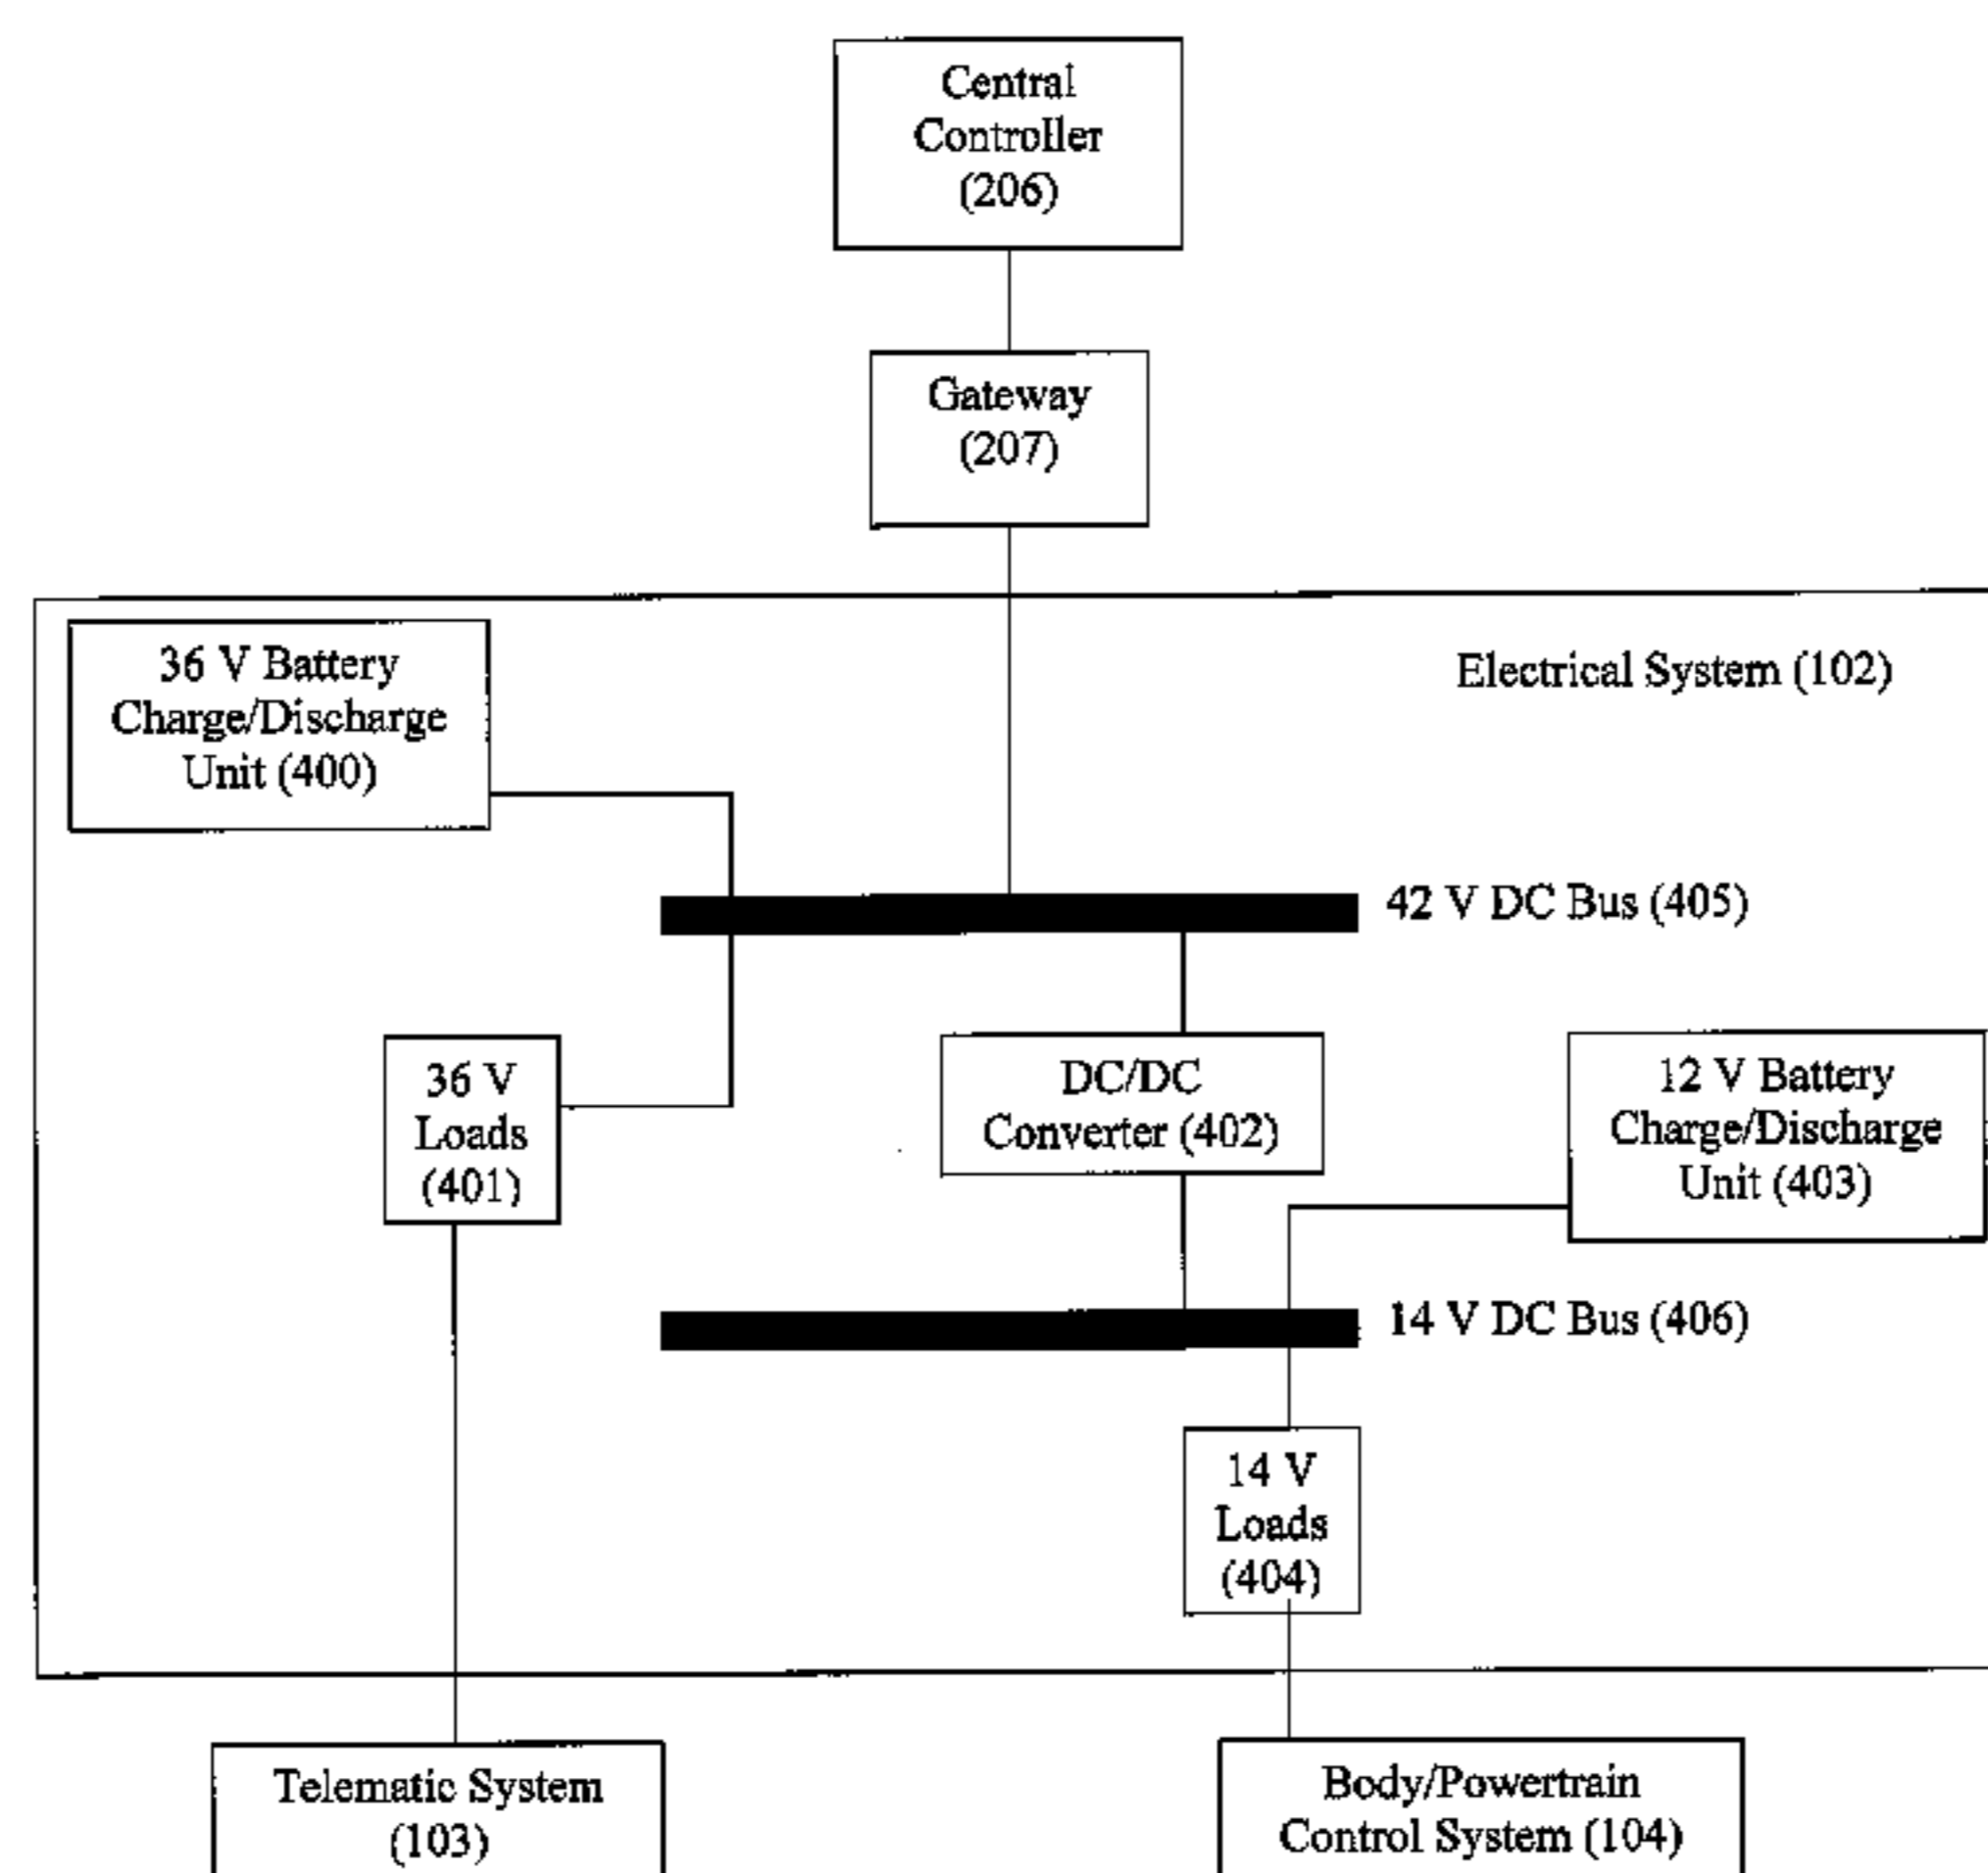 Central
Controller
(206)
Gateway
(207)
36 V Battery
Charge/Discharge
Unit (400)
Electrical System (102)
42 V DC Bus (405)
36 V
Loads
(401)
DC/DC
Converter (402)
12 V Battery
Charge/Discharge
Unit (403)
14 V DC Bus (406)
14 V
Loads
(404)
Telematic System
(103)
Body/Powertrain
Control System (104)